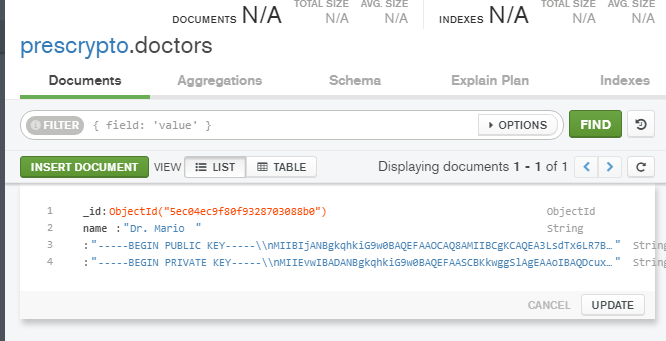 DOCUMENTS N/A TOTAL SIZE N/A AVG. SIZE N/A INDEXES N/A TOTAL SIZE N/A AVG. SIZE N/A
prescrypto.doctors
Documents Aggregations Schema Explain Plan Indexes
FILTER { field: 'value' } OPTIONS FIND
INSERT DOCUMENT VIEW LIST TABLE Displaying documents 1 - 1 of 1 C
1 _id:ObjectId("5ec04ec9f80f9328703088b0") ObjectId
2 name :"Dr. Mario  " String
3 :"-----BEGIN PUBLIC KEY-----\\nMIIBIjANBgkqhkiG9w0BAQEFAAOCAQ8AMIIBCgKCAQEA3LsdTx6LR7B…" String
4 :"-----BEGIN PRIVATE KEY-----\\nMIIEvwIBADANBgkqhkiG9w0BAQEFAASCBKkwggSlAgEAAoIBAQDcux…" String
CANCEL UPDATE